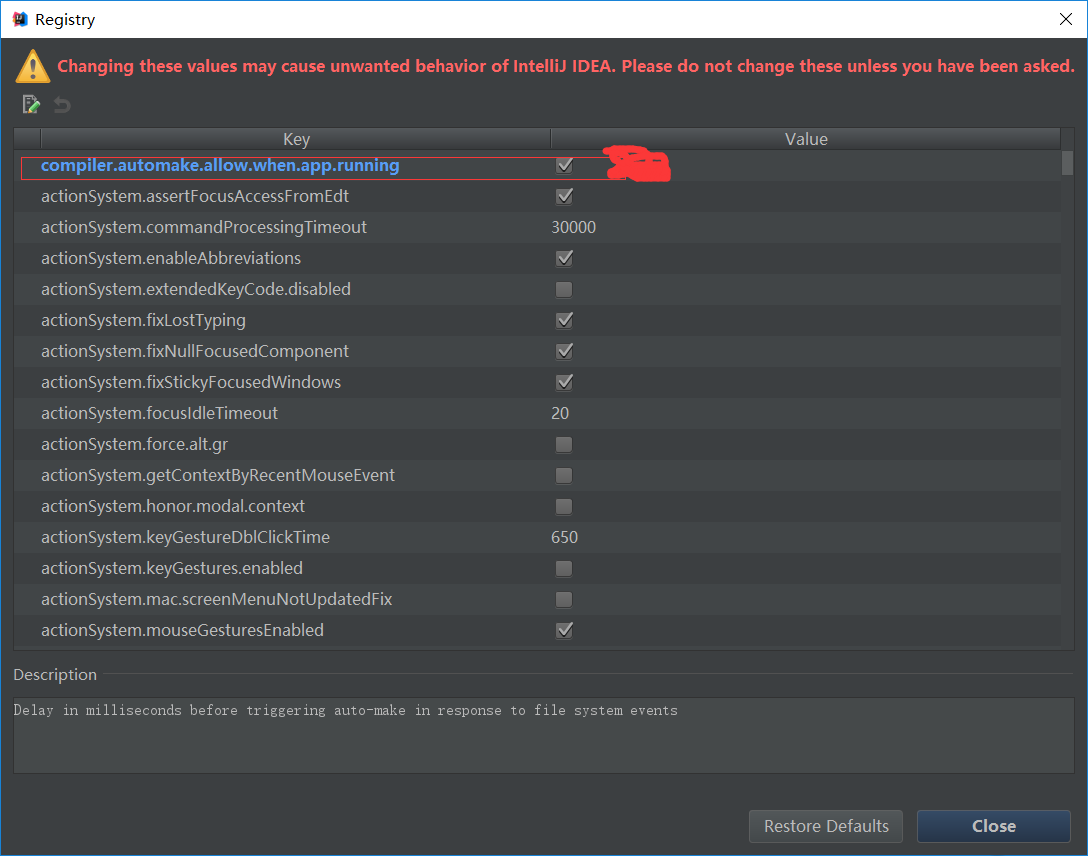 Registry
Changing these values may cause unwanted behavior of IntelliJ IDEA. Please do not change these unless you have been asked.
Key Value
compiler.automake.allow.when.app.running
actionSystem.assertFocusAccessFromEdt
actionSystem.commandProcessingTimeout 30000
actionSystem.enableAbbreviations
actionSystem.extendedKeyCode.disabled
actionSystem.fixLostTyping
actionSystem.fixNullFocusedComponent
actionSystem.fixStickyFocusedWindows
actionSystem.focusIdleTimeout 20
actionSystem.force.alt.gr
actionSystem.getContextByRecentMouseEvent
actionSystem.honor.modal.context
actionSystem.keyGestureDblClickTime 650
actionSystem.keyGestures.enabled
actionSystem.mac.screenMenuNotUpdatedFix
actionSystem.mouseGesturesEnabled
Description
Delay in milliseconds before triggering auto-make in response to file system events
Restore Defaults Close